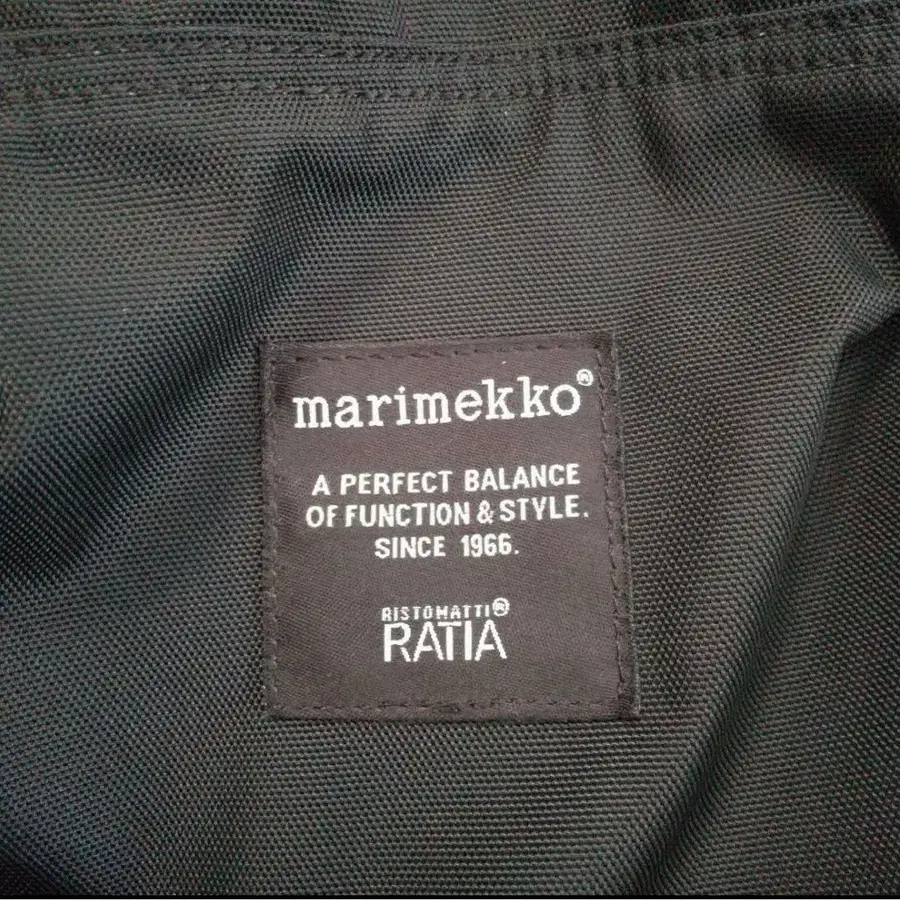 marimekko®
A PERFECT BALANCE
OF FUNCTION & STYLE.
SINCE 1966.
RISTOMATTI®
RATIA